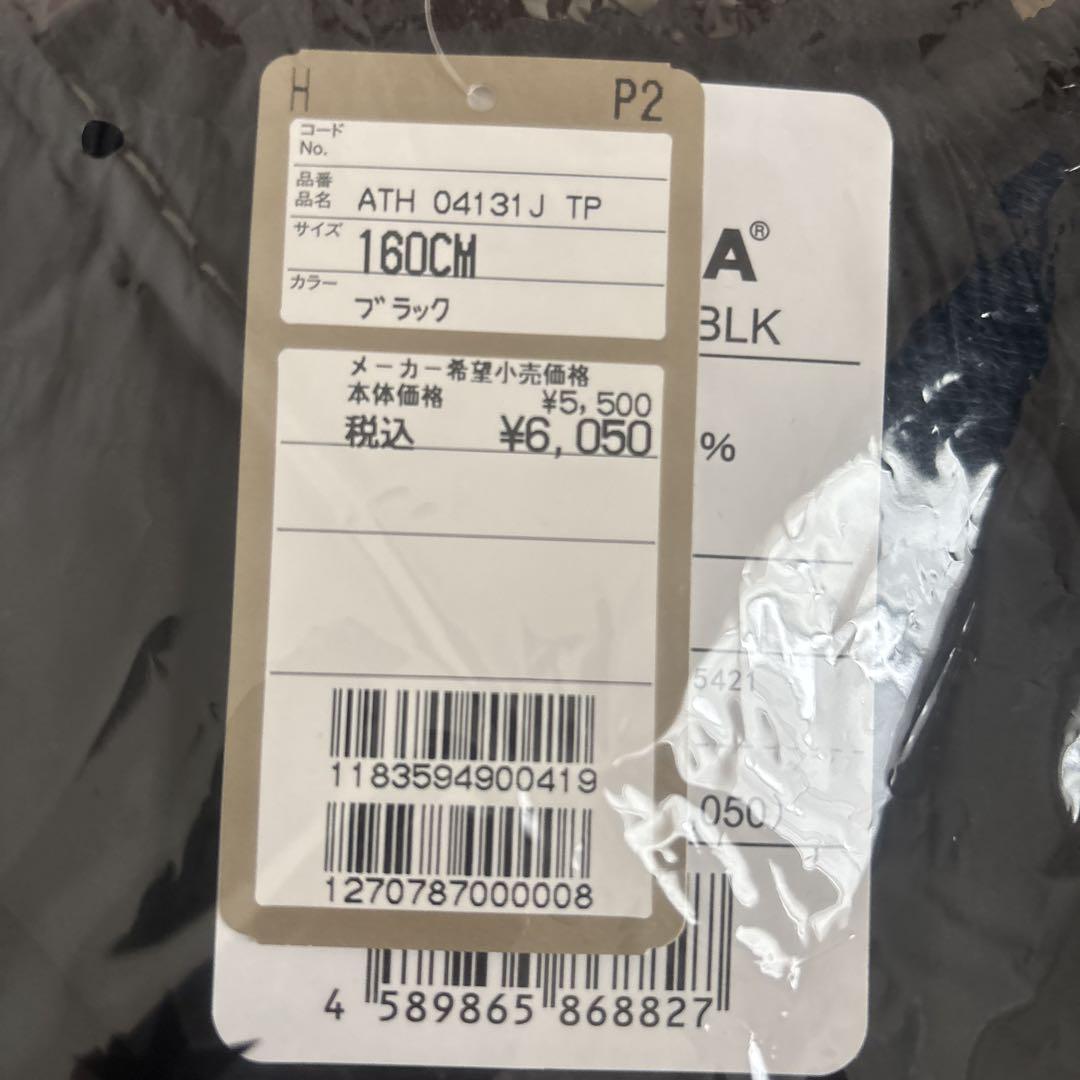 H P2
コード
No.
品番
品名 ATH 04131J TP
サイズ 160CM
カラー
ブラック
メーカー希望小売価格
本体価格 ¥5,500
税込 ¥6,050
1183594900419
1270787000008
A®
BLK
%
5421
050)
4 589865 868827